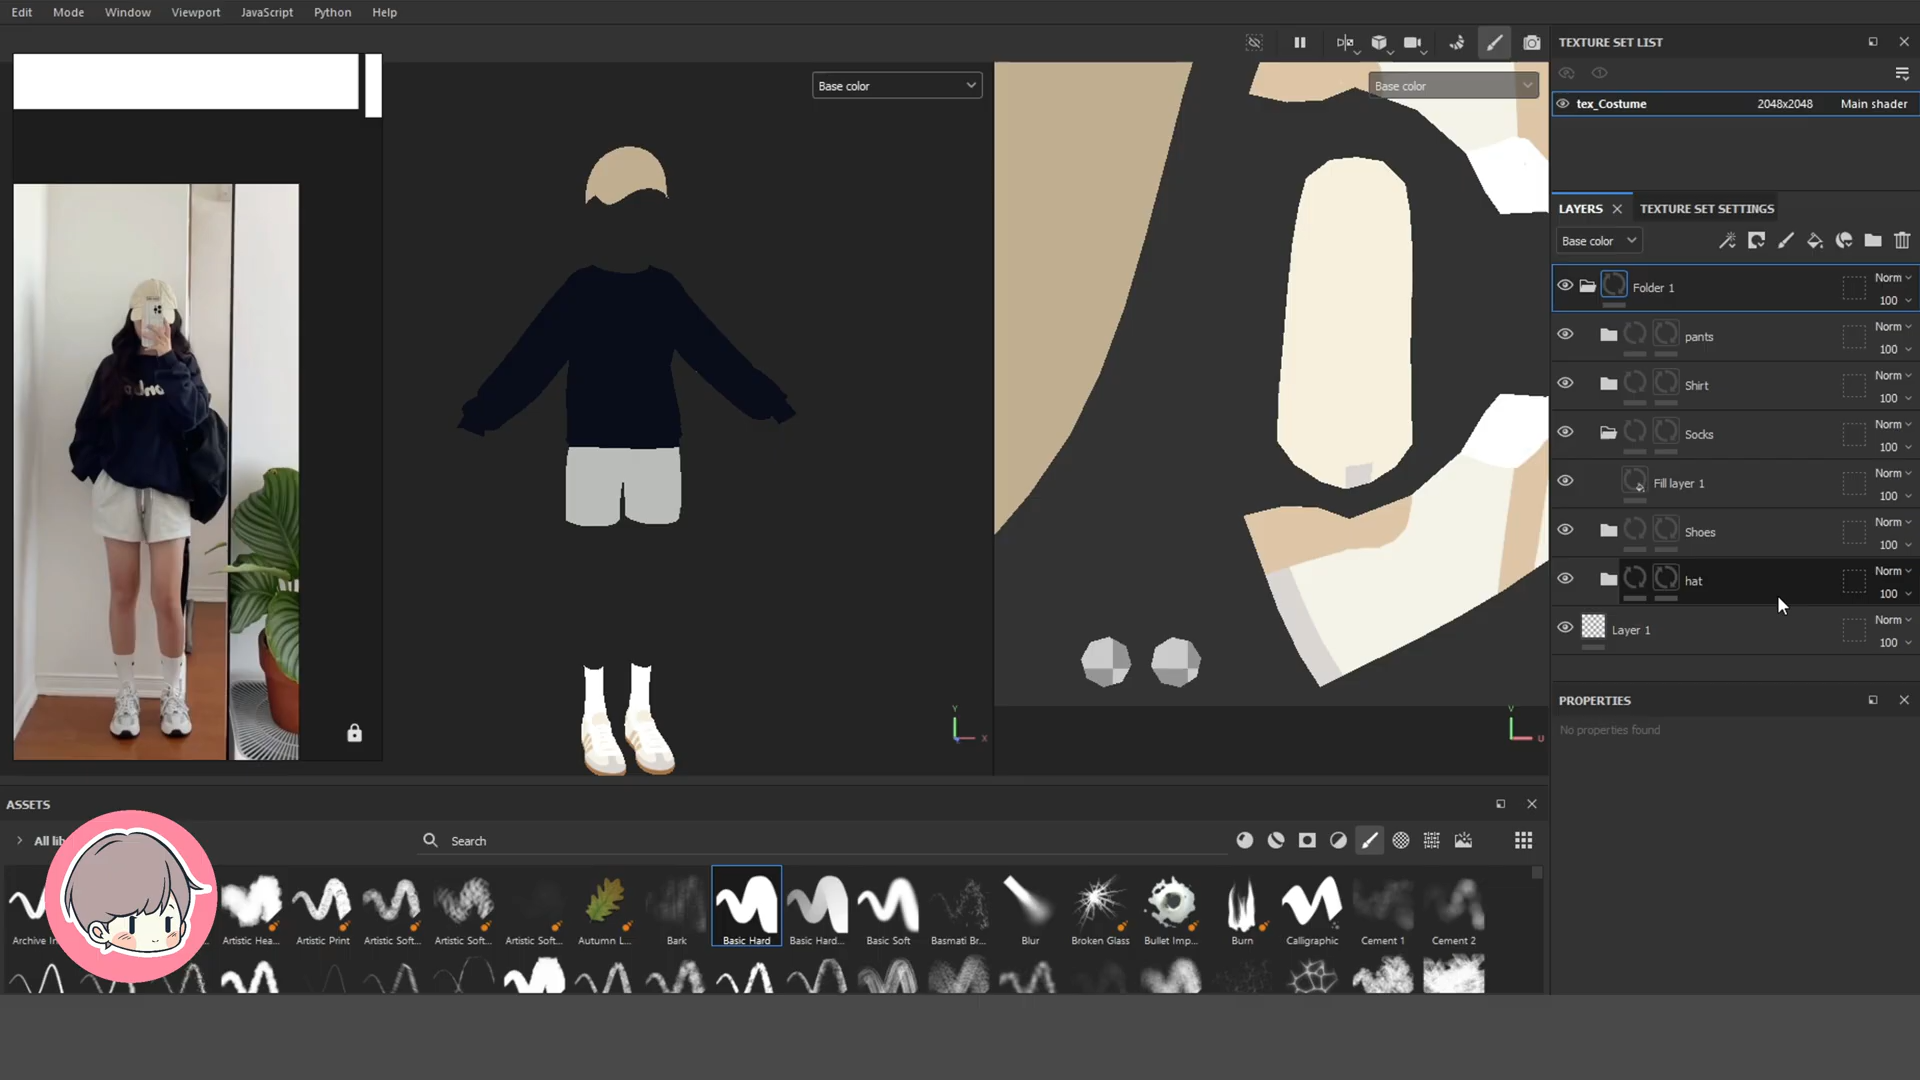 Edit Mode Window Viewport JavaScript Python Help
TEXTURE SET LIST
Base color
Base color
tex_Costume 2048x2048 Main shader
LAYERS TEXTURE SET SETTINGS
Base color
Folder 1 Norm 100
pants Norm 100
Shirt Norm 100
Socks Norm 100
Fill layer 1 Norm 100
Shoes Norm 100
hat Norm 100
Layer 1 Norm 100
PROPERTIES
No properties found
Y X
V U
ASSETS
All
Search
Archive Artistic Hea... Artistic Print Artistic Soft... Artistic Soft... Artistic Soft... Autumn L... Bark Basic Hard Basic Hard... Basic Soft Basmati Br... Blur Broken Glass Bullet Imp... Burn Calligraphic Cement 1 Cement 2